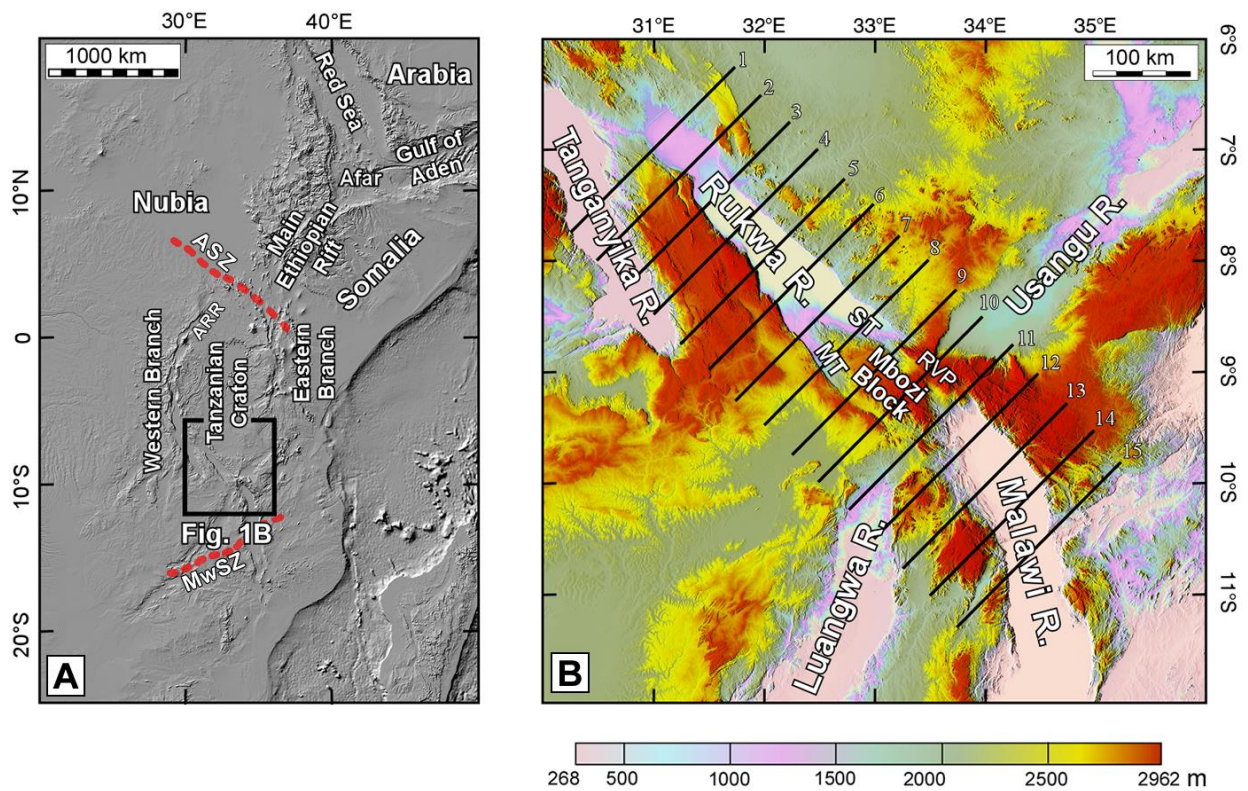 30°E
40°E
1000 km
Arabia
Red Sea
Gulf of
Aden
Afar
10°N
Nubia
Main
Ethiopian
Rift
ASZ
Somalia
0
ARR
Western Branch
Tanzanian
Craton
Eastern
Branch
10°S
Fig. 1B
MwSZ
20°S
A
31°E
32°E
33°E
34°E
35°E
6°S
100 km
1
2
3
4
5
6
7
8
9
10
11
12
13
14
15
7°S
Tanganyika R.
Rukwa R.
Usangu R.
8°S
ST
MT
Mbozi
Block
RVP
9°S
10°S
Malawi R.
Luangwa R.
11°S
B
268 500 1000 1500 2000 2500 2962 m